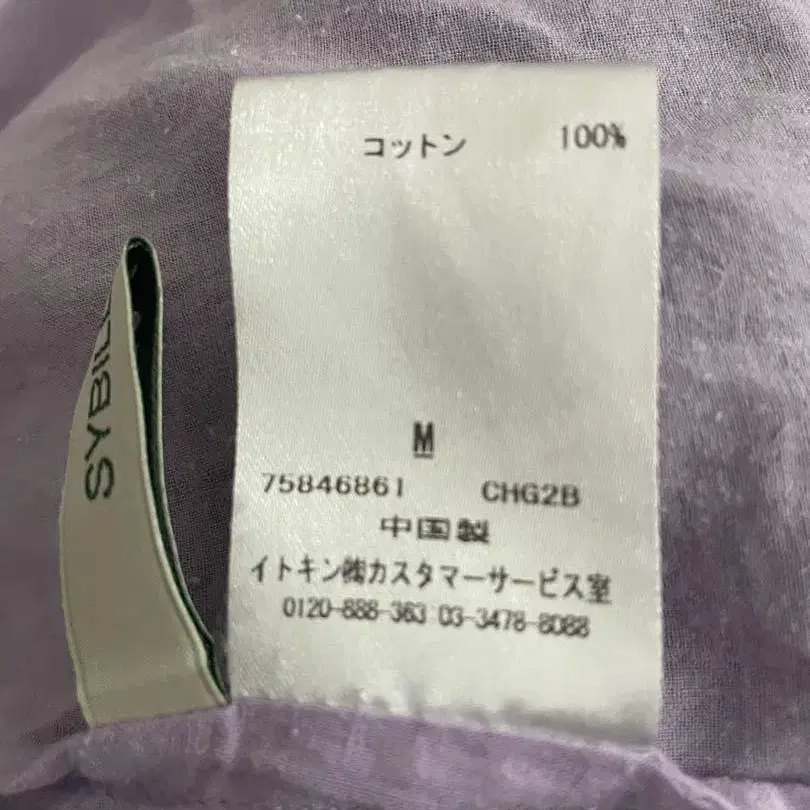 コットン 100%
M
75846861 CHG2B
中国製
イトキン㈱カスタマーサービス室
0120-888-363 03-3478-8088
SYBIL